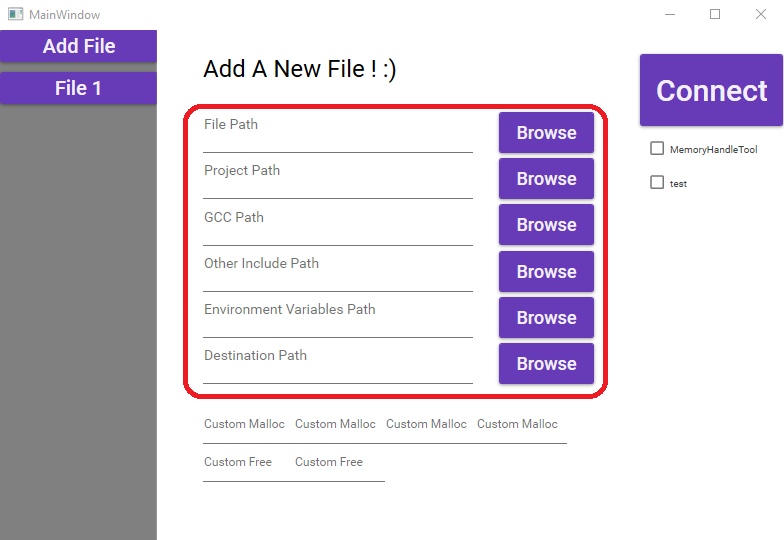 MainWindow
Add File
File 1
Add A New File ! :)
File Path
Browse
Project Path
Browse
GCC Path
Browse
Other Include Path
Browse
Environment Variables Path
Browse
Destination Path
Browse
Custom Malloc Custom Malloc Custom Malloc Custom Malloc
Custom Free Custom Free
Connect
MemoryHandleTool
test